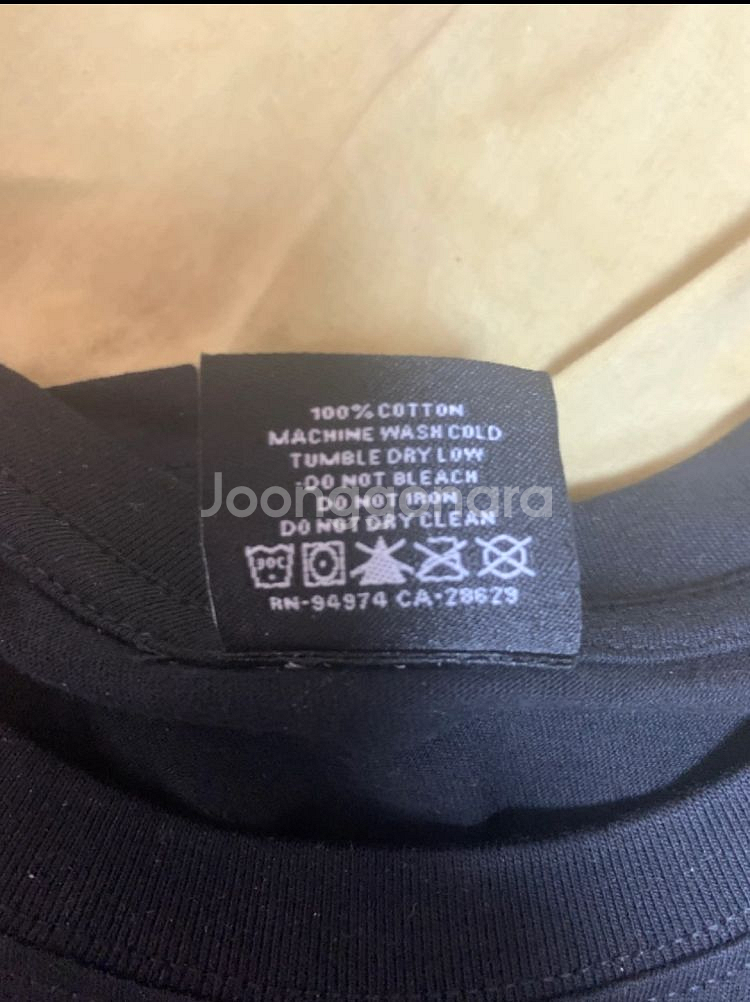 100% COTTON
MACHINE WASH COLD
TUMBLE DRY LOW
DO NOT BLEACH
Joonggonara
DO NOT IRON
DO NOT DRY CLEAN
30C
RN-94974 CA-28629